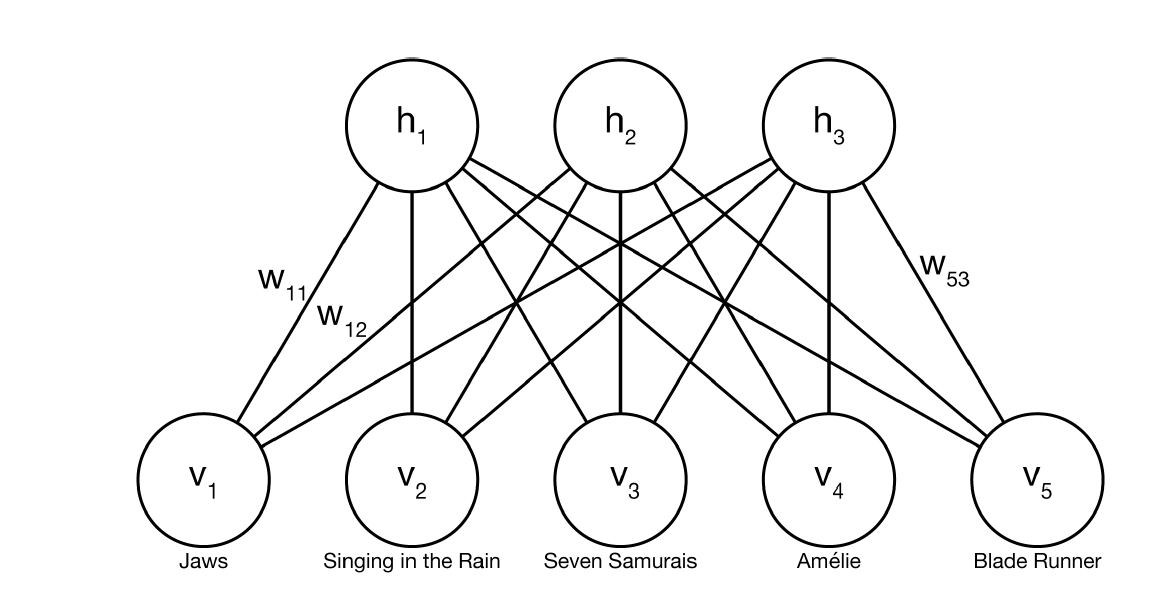 h1 h2 h3
w11
w12
w53
v1 v2 v3 v4 v5
Jaws Singing in the Rain Seven Samurais Amélie Blade Runner